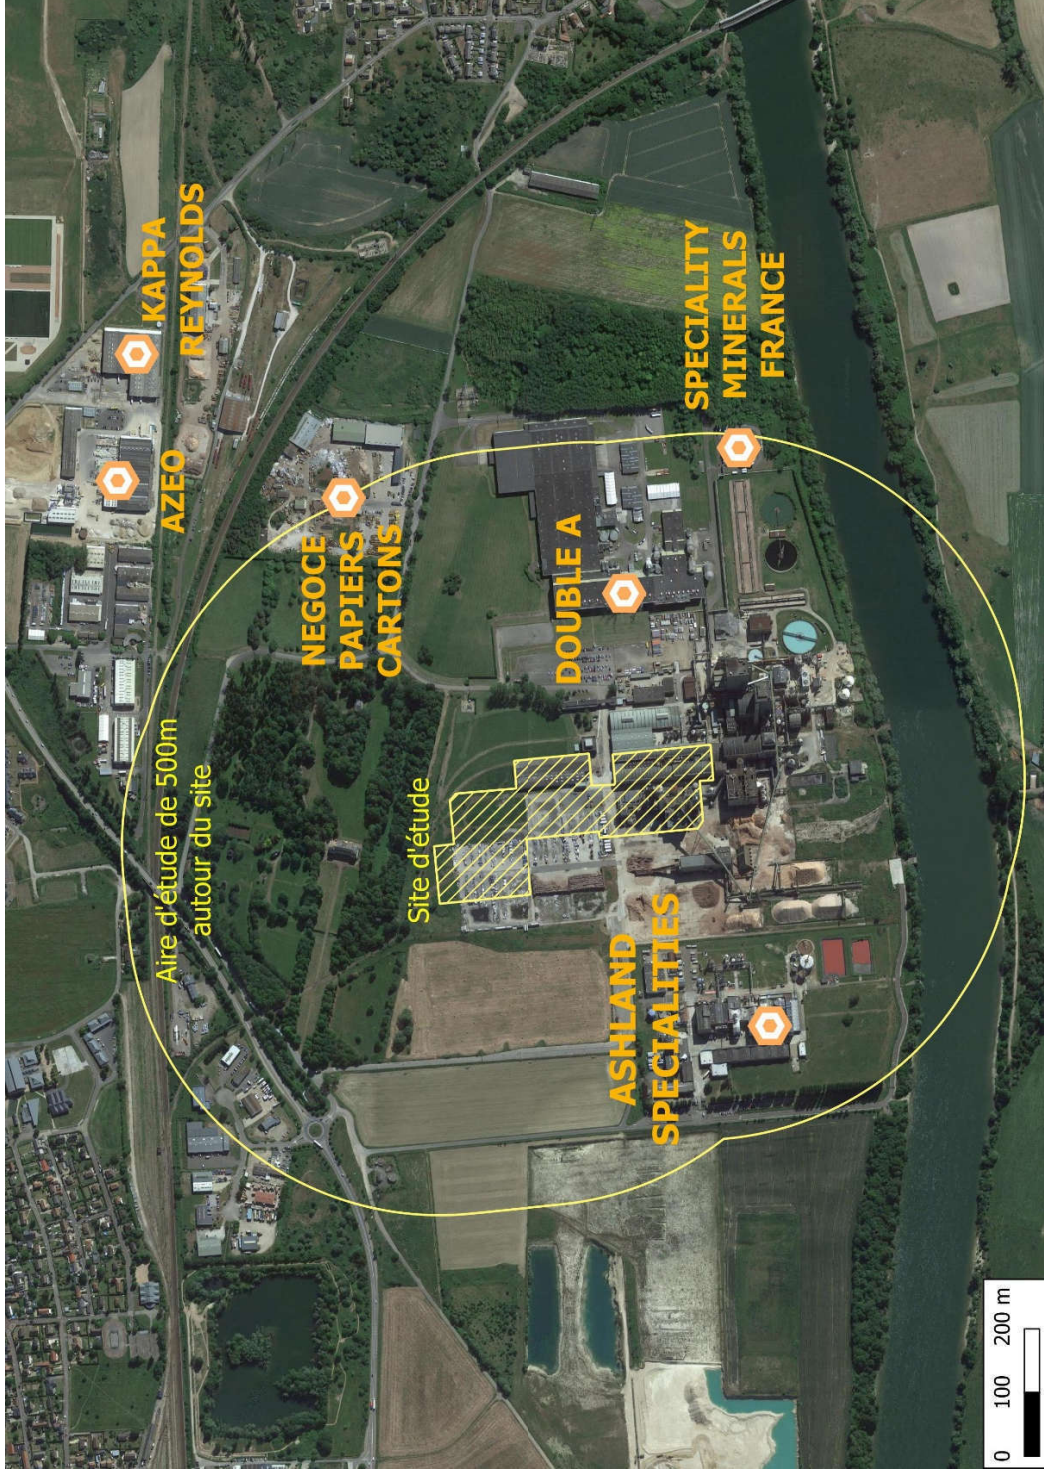 Aire d'étude de 500m
autour du site
Site d'étude
ASHLAND
SPECIALITIES
DOUBLE A
NEGOCE
PAPIERS
CARTONS
AZEO
KAPPA
REYNOLDS
SPECIALITY
MINERALS
FRANCE
0 100 200 m